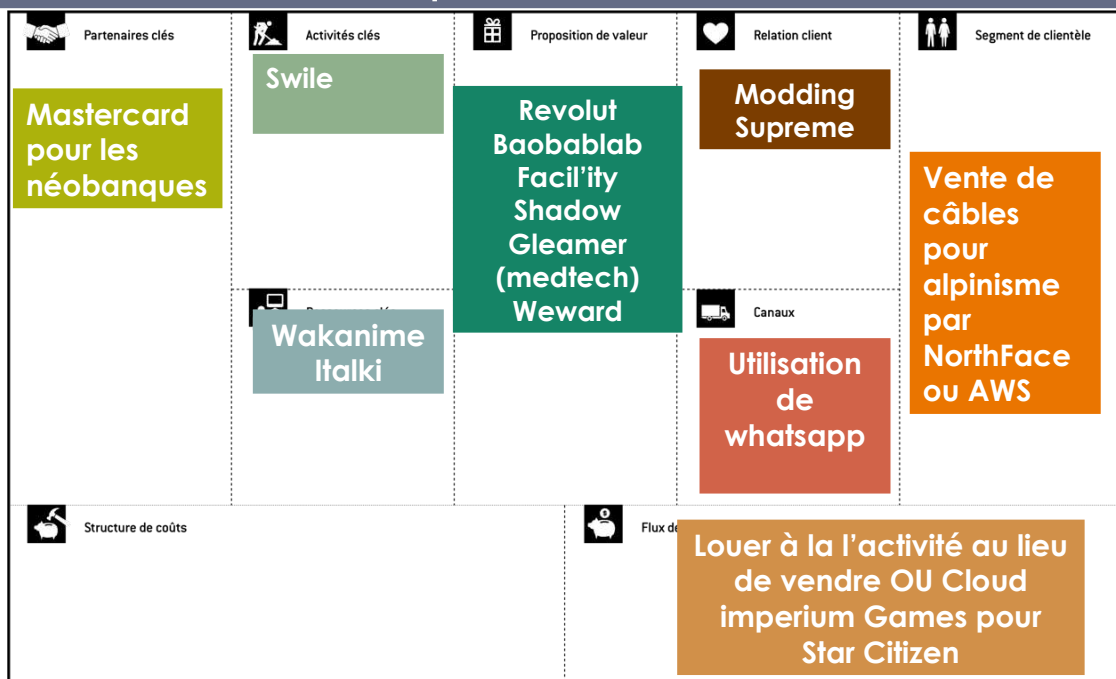 Partenaires clés
Mastercard
pour les
néobanques
Activités clés
Swile
Wakanime
Italki
Proposition de valeur
Revolut
Baobablab
Facil’ity
Shadow
Gleamer
(medtech)
Weward
Relation client
Modding
Supreme
Canaux
Utilisation
de
whatsapp
Segment de clientèle
Vente de
câbles
pour
alpinisme
par
NorthFace
ou AWS
Structure de coûts
Flux
Louer à la l’activité au lieu
de vendre OU Cloud
imperium Games pour
Star Citizen